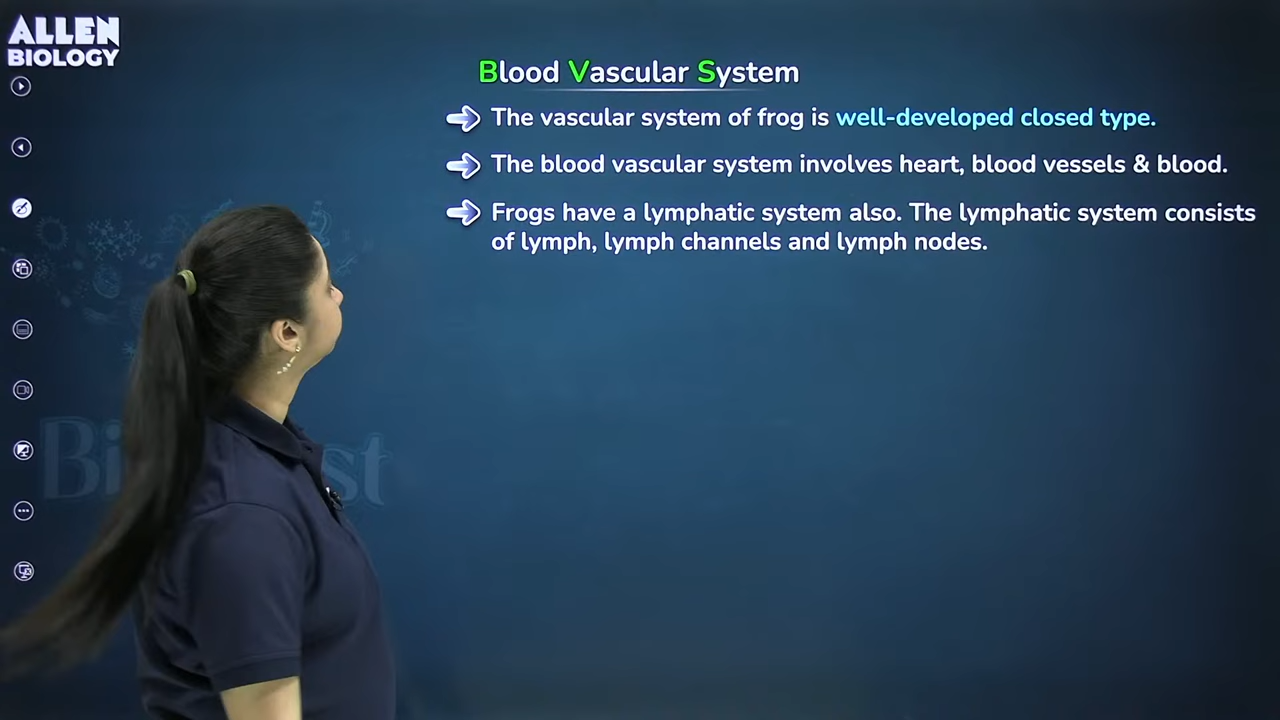 ALLEN
BIOLOGY
Blood Vascular System
The vascular system of frog is well-developed closed type.
The blood vascular system involves heart, blood vessels & blood.
Frogs have a lymphatic system also. The lymphatic system consists
of lymph, lymph channels and lymph nodes.